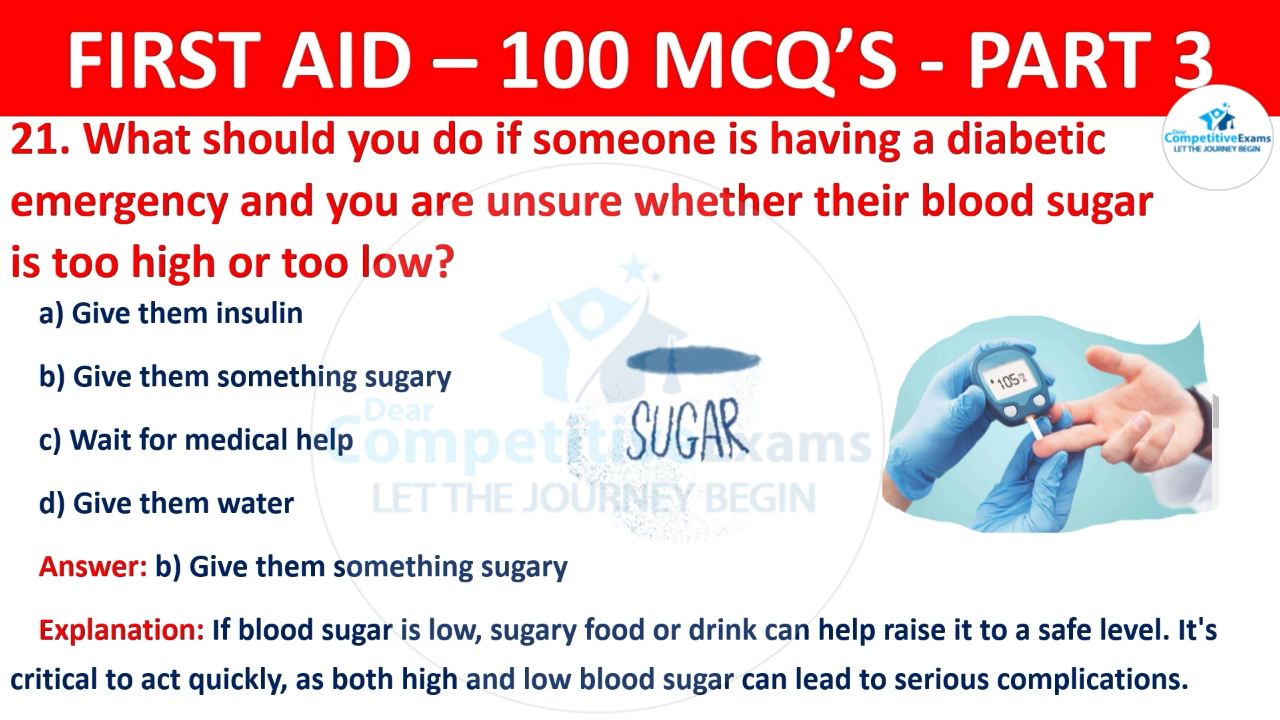 FIRST AID – 100 MCQ’S - PART 3
Dear
CompetitiveExams
LET THE JOURNEY BEGIN
21. What should you do if someone is having a diabetic
emergency and you are unsure whether their blood sugar
is too high or too low?
a) Give them insulin
b) Give them something sugary
c) Wait for medical help
d) Give them water
SUGAR
105
Dear
Competitive Exams
LET THE JOURNEY BEGIN
Answer: b) Give them something sugary
Explanation: If blood sugar is low, sugary food or drink can help raise it to a safe level. It's
critical to act quickly, as both high and low blood sugar can lead to serious complications.